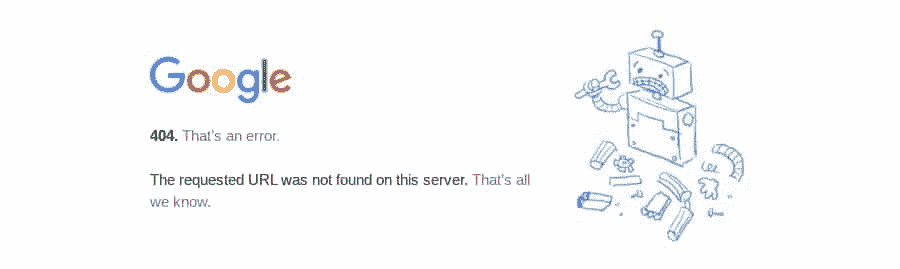 Google
404. That's an error.
The requested URL was not found on this server. That's all
we know.